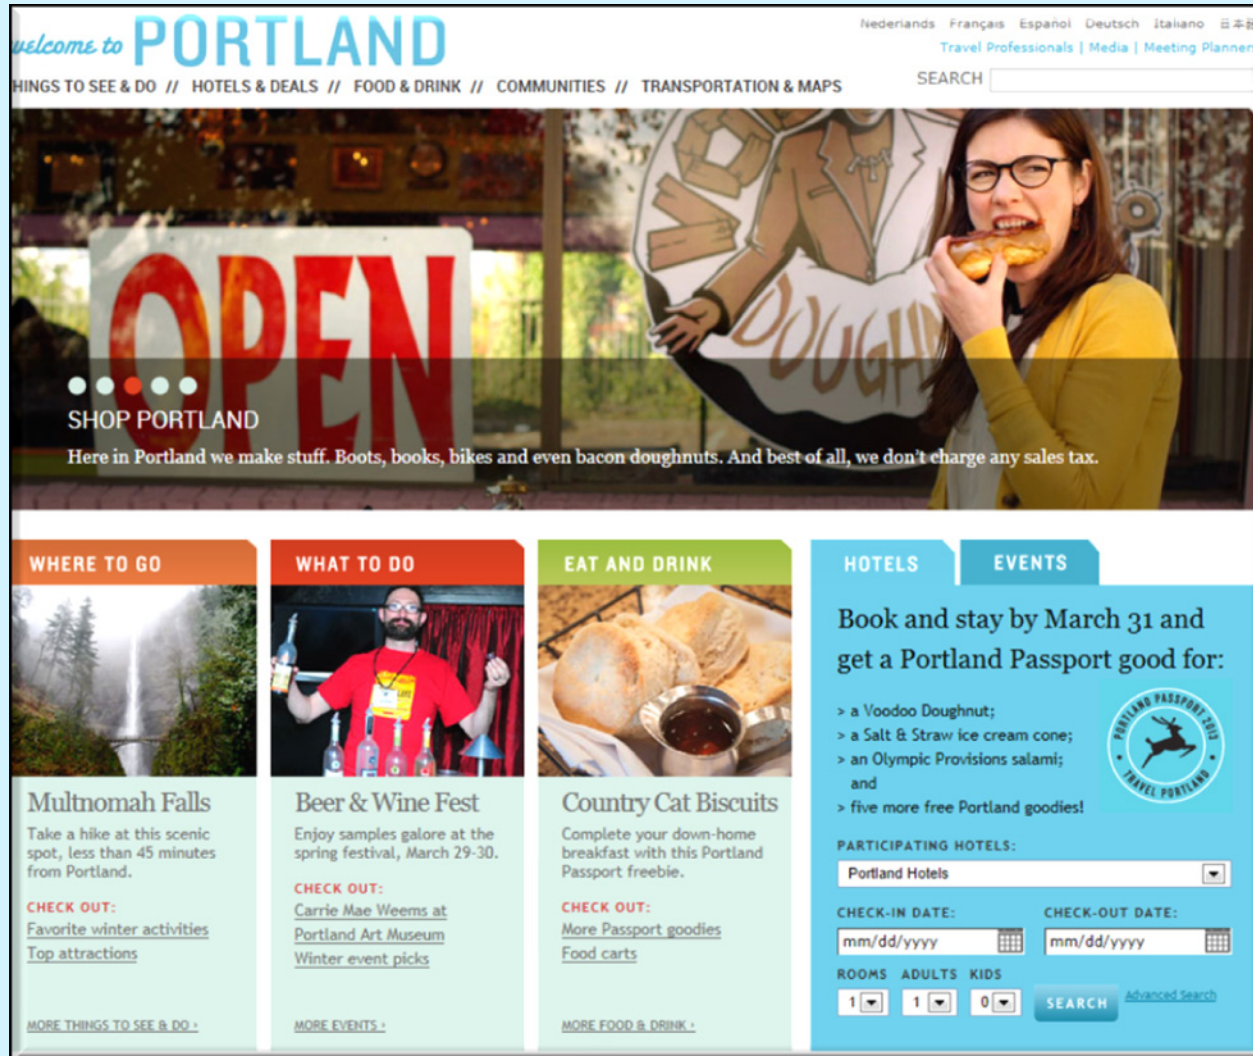 welcome to PORTLAND
Nederlands Français Español Deutsch Italiano
Travel Professionals | Media | Meeting Planner
THINGS TO SEE & DO // HOTELS & DEALS // FOOD & DRINK // COMMUNITIES // TRANSPORTATION & MAPS
SEARCH
OPEN
DOUGH
SHOP PORTLAND
Here in Portland we make stuff. Boots, books, bikes and even bacon doughnuts. And best of all, we don't charge any sales tax.
WHERE TO GO
Multnomah Falls
Take a hike at this scenic
spot, less than 45 minutes
from Portland.
CHECK OUT:
Favorite winter activities
Top attractions
MORE THINGS TO SEE & DO ›
WHAT TO DO
Beer & Wine Fest
Enjoy samples galore at the
spring festival, March 29-30.
CHECK OUT:
Carrie Mae Weems at
Portland Art Museum
Winter event picks
MORE EVENTS ›
EAT AND DRINK
Country Cat Biscuits
Complete your down-home
breakfast with this Portland
Passport freebie.
CHECK OUT:
More Passport goodies
Food carts
MORE FOOD & DRINK ›
HOTELS
EVENTS
Book and stay by March 31 and
get a Portland Passport good for:
> a Voodoo Doughnut;
> a Salt & Straw ice cream cone;
> an Olympic Provisions salami;
and
> five more free Portland goodies!
PORTLAND PASSPORT 2013
TRAVEL PORTLAND
PARTICIPATING HOTELS:
Portland Hotels
CHECK-IN DATE: CHECK-OUT DATE:
mm/dd/yyyy mm/dd/yyyy
ROOMS ADULTS KIDS
1 1 0
SEARCH
Advanced Search